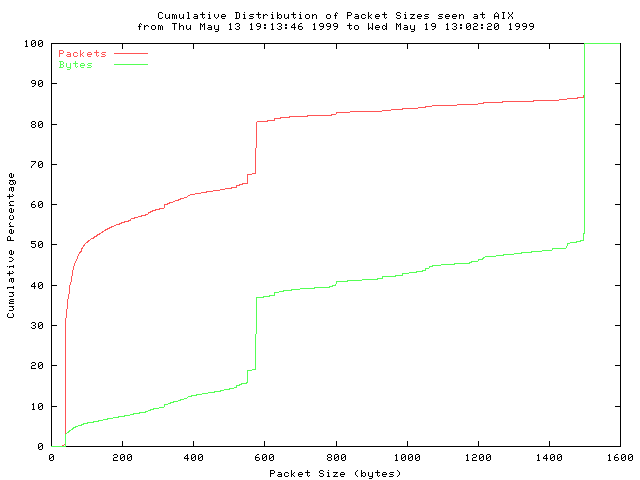 Cumulative Distribution of Packet Sizes seen at AIX
from Thu May 13 19:13:46 1999 to Wed May 19 13:02:20 1999
Packets
Bytes
100
90
80
70
60
50
40
30
20
10
0
Cumulative Percentage
0 200 400 600 800 1000 1200 1400 1600
Packet Size (bytes)